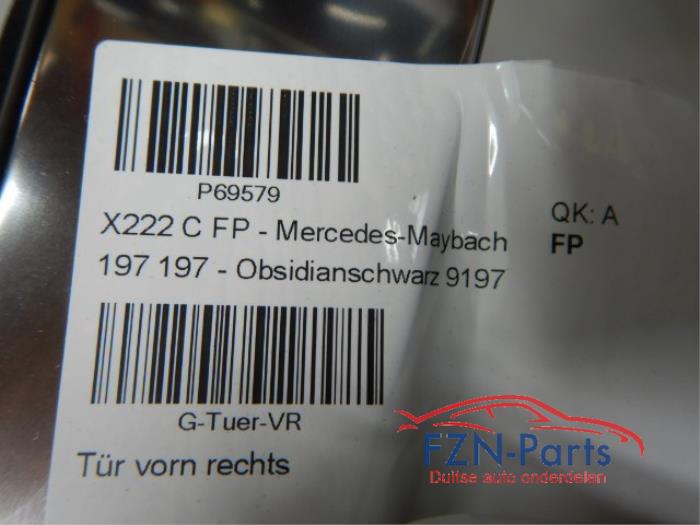 P69579
X222 C FP - Mercedes-Maybach
197 197 - Obsidianschwarz 9197
QK: A
FP
G-Tuer-VR
Tür vorn rechts
FZN-Parts
Duitse auto onderdelen